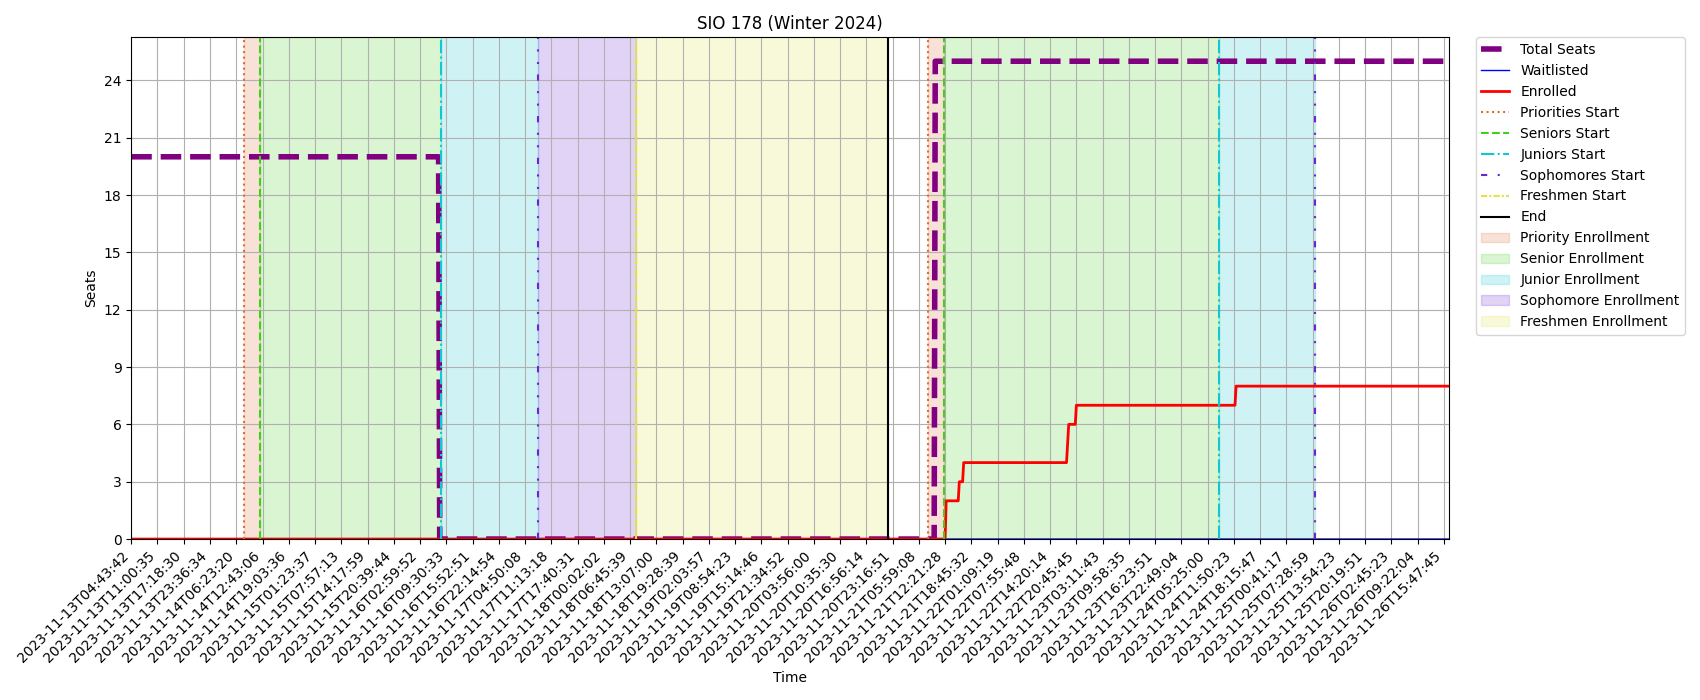 SIO 178 (Winter 2024)
Seats
24
21
18
15
12
9
6
3
0
2023-11-13T04:43:42
2023-11-13T11:00:35
2023-11-13T17:18:30
2023-11-13T23:36:34
2023-11-14T06:23:20
2023-11-14T12:43:06
2023-11-14T19:03:36
2023-11-15T01:23:37
2023-11-15T07:57:13
2023-11-15T14:17:59
2023-11-15T20:39:44
2023-11-16T02:59:52
2023-11-16T09:30:33
2023-11-16T15:52:51
2023-11-16T22:14:54
2023-11-17T04:50:08
2023-11-17T11:13:18
2023-11-17T17:40:31
2023-11-18T00:02:02
2023-11-18T06:45:39
2023-11-18T13:07:00
2023-11-18T19:28:39
2023-11-19T02:03:57
2023-11-19T08:54:23
2023-11-19T15:14:46
2023-11-19T21:34:52
2023-11-20T03:56:00
2023-11-20T10:35:30
2023-11-20T16:56:14
2023-11-20T23:16:51
2023-11-21T05:59:08
2023-11-21T12:21:28
2023-11-21T18:45:32
2023-11-22T01:09:19
2023-11-22T07:55:48
2023-11-22T14:20:14
2023-11-22T20:45:45
2023-11-23T03:11:43
2023-11-23T09:58:35
2023-11-23T16:23:51
2023-11-23T22:49:04
2023-11-24T05:25:00
2023-11-24T11:50:23
2023-11-24T18:15:47
2023-11-25T00:41:17
2023-11-25T07:28:59
2023-11-25T13:54:23
2023-11-25T20:19:51
2023-11-26T02:45:23
2023-11-26T09:22:04
2023-11-26T15:47:45
Time
Total Seats
Waitlisted
Enrolled
Priorities Start
Seniors Start
Juniors Start
Sophomores Start
Freshmen Start
End
Priority Enrollment
Senior Enrollment
Junior Enrollment
Sophomore Enrollment
Freshmen Enrollment